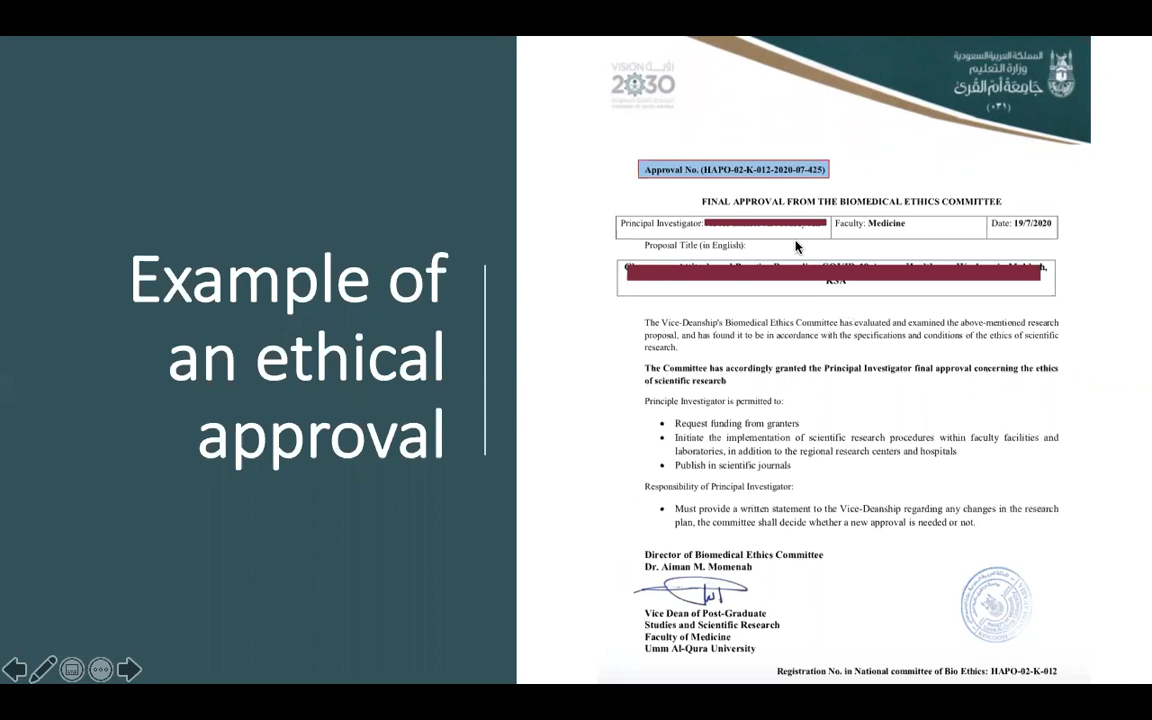 Example of
an ethical
approval
VISION رؤيــة
2030
المملكة العربية السعودية
وزارة التعليم
جامعة أم القرى
(٠٣١)
Approval No. (HAPO-02-K-012-2020-07-425)
FINAL APPROVAL FROM THE BIOMEDICAL ETHICS COMMITTEE
Principal Investigator: Faculty: Medicine Date: 19/7/2020
Proposal Title (in English):
KSA
The Vice-Deanship's Biomedical Ethics Committee has evaluated and examined the above-mentioned research
proposal, and has found it to be in accordance with the specifications and conditions of the ethics of scientific
research.
The Committee has accordingly granted the Principal Investigator final approval concerning the ethics
of scientific research
Principle Investigator is permitted to:
• Request funding from granters
• Initiate the implementation of scientific research procedures within faculty facilities and
laboratories, in addition to the regional research centers and hospitals
• Publish in scientific journals
Responsibility of Principal Investigator:
• Must provide a written statement to the Vice-Deanship regarding any changes in the research
plan, the committee shall decide whether a new approval is needed or not.
Director of Biomedical Ethics Committee
Dr. Aiman M. Momenah
Vice Dean of Post-Graduate
Studies and Scientific Research
Faculty of Medicine
Umm Al-Qura University
Registration No. in National committee of Bio Ethics: HAPO-02-K-012